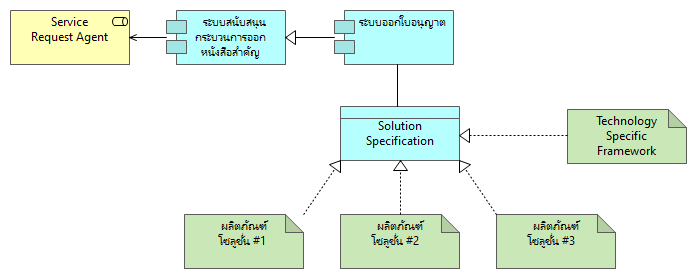 Service
Request Agent
ระบบสนับสนุน
กระบวนการออก
หนังสือสำคัญ
ระบบออกใบอนุญาต
Solution
Specification
Technology
Specific
Framework
ผลิตภัณฑ์
โซลูชั่น #1
ผลิตภัณฑ์
โซลูชั่น #2
ผลิตภัณฑ์
โซลูชั่น #3